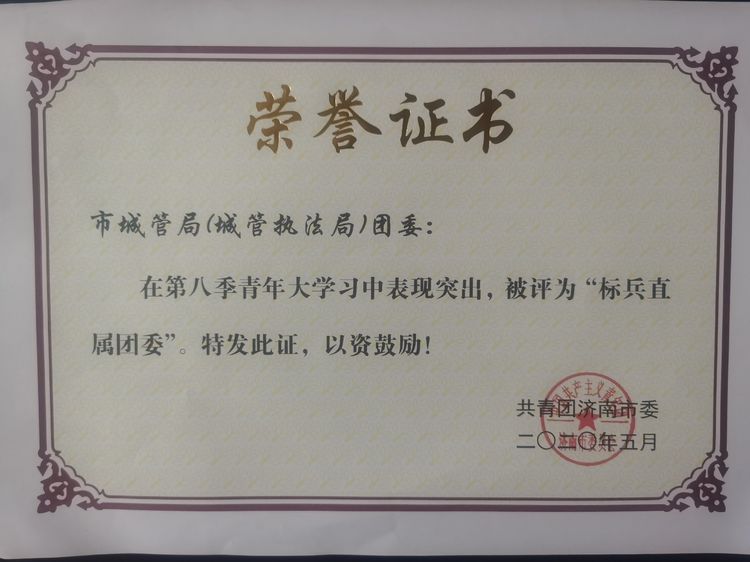 荣誉证书
市城管局(城管执法局)团委：
在第八季青年大学习中表现突出，被评为“标兵直
属团委”。特发此证，以资鼓励！
共青团济南市委
二〇二〇年五月